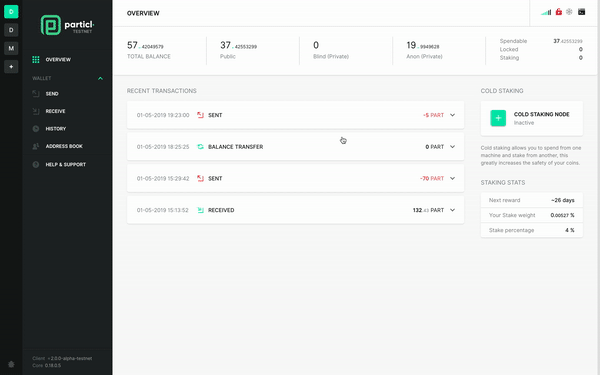 D
D
M
+
particl.
TESTNET
OVERVIEW
WALLET
SEND
RECEIVE
HISTORY
ADDRESS BOOK
HELP & SUPPORT
Client v 2.0.0-alpha-testnet
Core 0.18.0.5
OVERVIEW
57.42049579
TOTAL BALANCE
37.42553299
Public
0
Blind (Private)
19.9949628
Anon (Private)
Spendable 37.42553299
Locked 0
Staking 0
RECENT TRANSACTIONS
01-05-2019 19:23:00 SENT -5 PART
01-05-2019 18:25:25 BALANCE TRANSFER 0 PART
01-05-2019 15:29:42 SENT -70 PART
01-05-2019 15:13:52 RECEIVED 132.43 PART
COLD STAKING
COLD STAKING NODE
Inactive
Cold staking allows you to spend from one
machine and stake from another, this
greatly increases the safety of your coins.
STAKING STATS
Next reward ~26 days
Your Stake weight 0.00527 %
Stake percentage 4 %